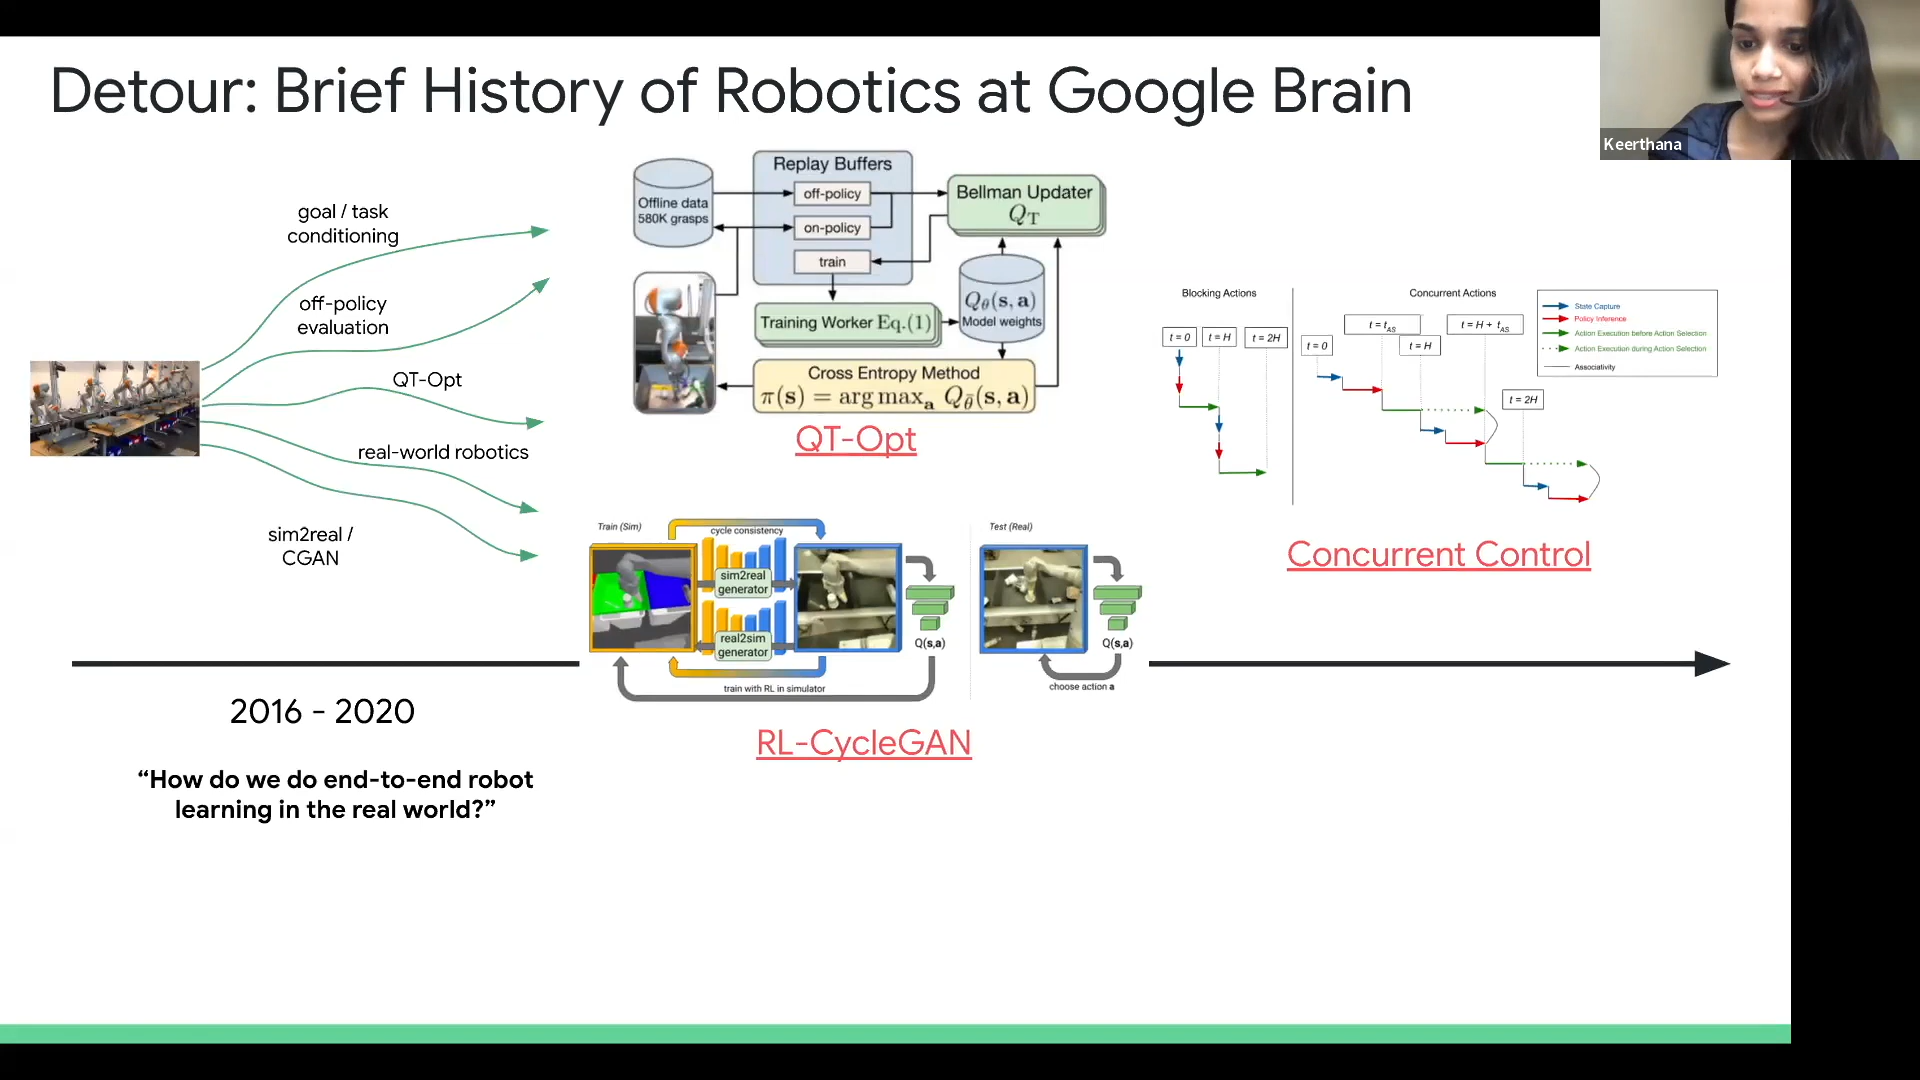 Detour: Brief History of Robotics at Google Brain
Keerthana
goal / task
conditioning
off-policy
evaluation
QT-Opt
real-world robotics
sim2real /
CGAN
Offline data
580K grasps
Replay Buffers
off-policy
on-policy
train
Bellman Updater
Q_T
Training Worker Eq.(1)
Q_θ(s, a)
Model weights
Cross Entropy Method
π(s) = arg max_a Q_θ̄(s, a)
QT-Opt
Blocking Actions
t = 0
t = H
t = 2H
Concurrent Actions
t = 0
t = t_AS
t = H
t = H + t_AS
t = 2H
State Capture
Policy Inference
Action Execution before Action Selection
Action Execution during Action Selection
Associativity
Concurrent Control
Train (Sim)
cycle consistency
sim2real
generator
real2sim
generator
Q(s,a)
train with RL in simulator
Test (Real)
Q(s,a)
choose action a
RL-CycleGAN
2016 - 2020
“How do we do end-to-end robot
learning in the real world?”